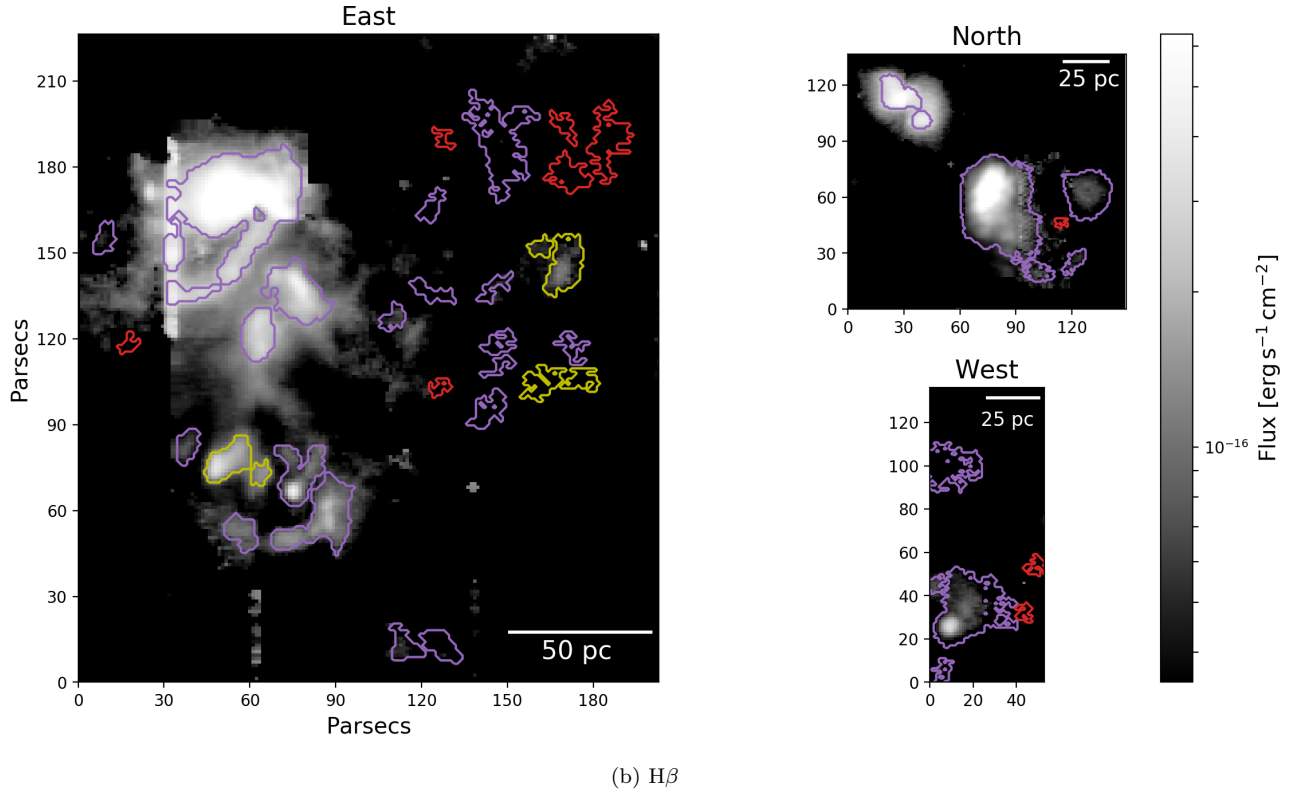 East
210
180
150
120
90
60
30
0
0 30 60 90 120 150 180
Parsecs
Parsecs
50 pc
North
25 pc
120
90
60
30
0
0 30 60 90 120
West
25 pc
120
100
80
60
40
20
0
0 20 40
10⁻¹⁶
Flux [erg s⁻¹ cm⁻²]
(b) Hβ